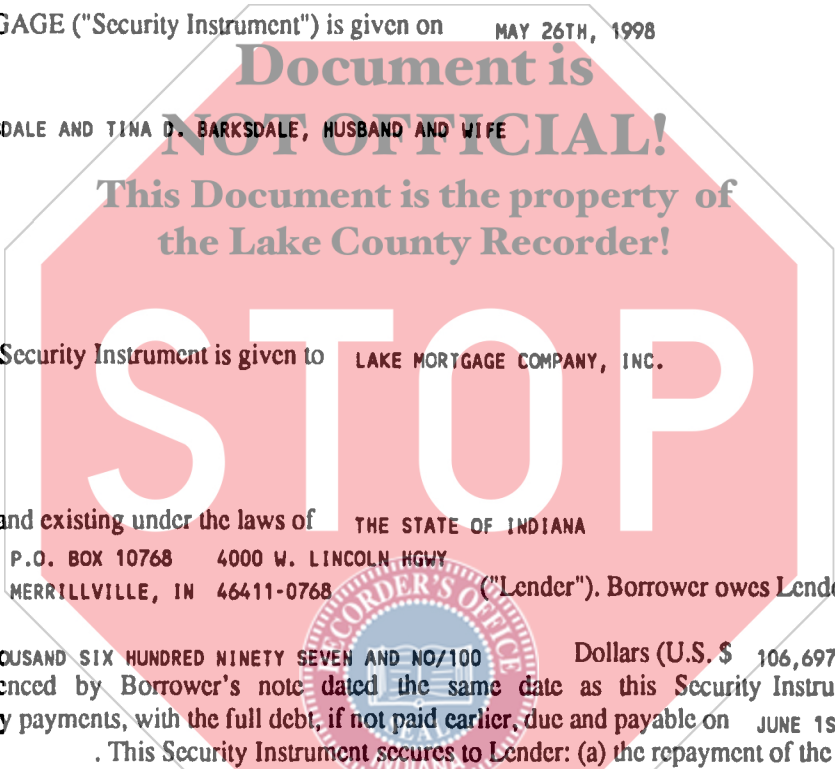 GAGE ("Security Instrument") is given on MAY 26TH, 1998
Document is
DALE AND TINA D. BARKSDALE, HUSBAND AND WIFE
NOT OFFICIAL!
This Document is the property of
the Lake County Recorder!
STOP
Security Instrument is given to LAKE MORTGAGE COMPANY, INC.
and existing under the laws of THE STATE OF INDIANA
P.O. BOX 10768 4000 W. LINCOLN HGWY
MERRILLVILLE, IN 46411-0768 ("Lender"). Borrower owes Lende
RECORDER'S OFFICE
OUSAND SIX HUNDRED NINETY SEVEN AND NO/100 Dollars (U.S. $ 106,697
enced by Borrower's note dated the same date as this Security Instru
y payments, with the full debt, if not paid earlier, due and payable on JUNE 1S
SEAL
. This Security Instrument secures to Lender: (a) the repayment of the
INDIANA